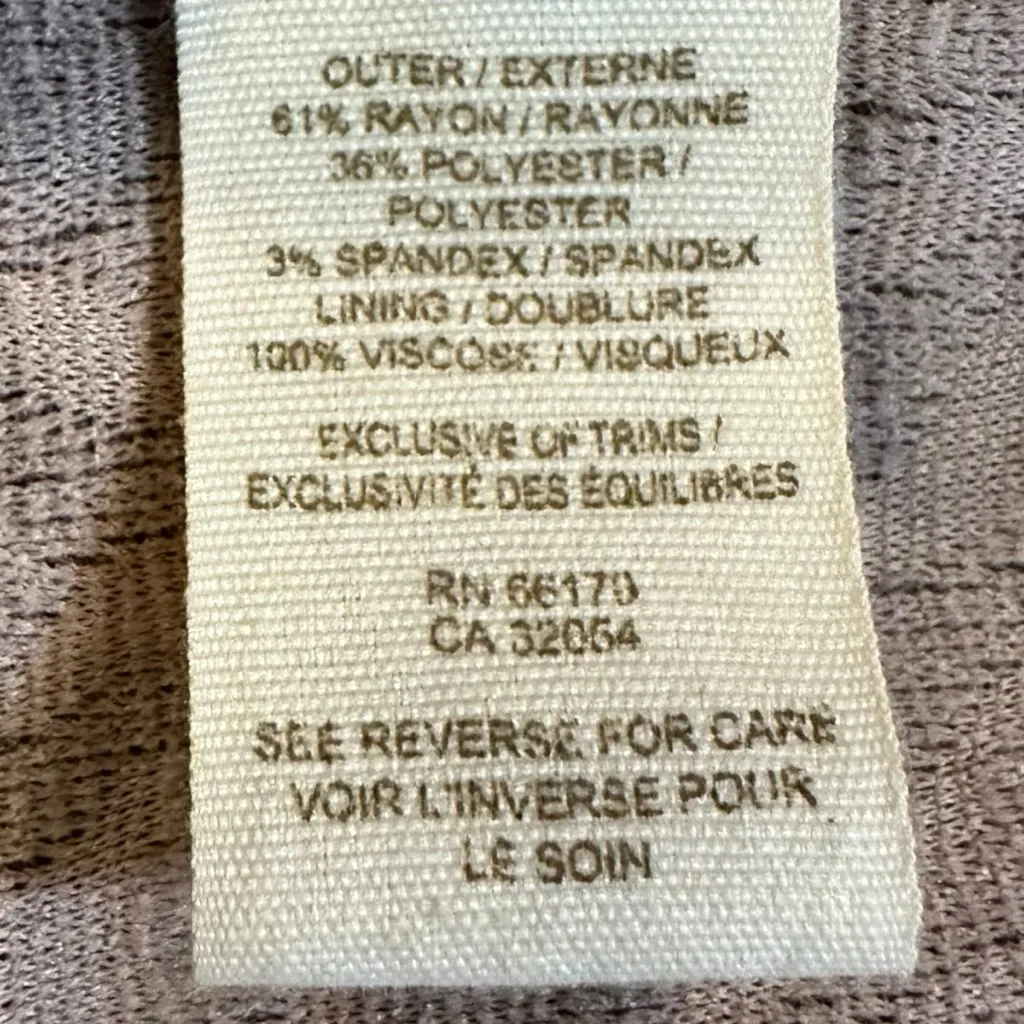 OUTER / EXTERNE
61% RAYON / RAYONNE
36% POLYESTER /
POLYESTER
3% SPANDEX / SPANDEX
LINING / DOUBLURE
100% VISCOSE / VISQUEUX
EXCLUSIVE OF TRIMS /
EXCLUSIVITÉ DES ÉQUILIBRES
RN 66170
CA 32064
SEE REVERSE FOR CARE
VOIR L'INVERSE POUR
LE SOIN